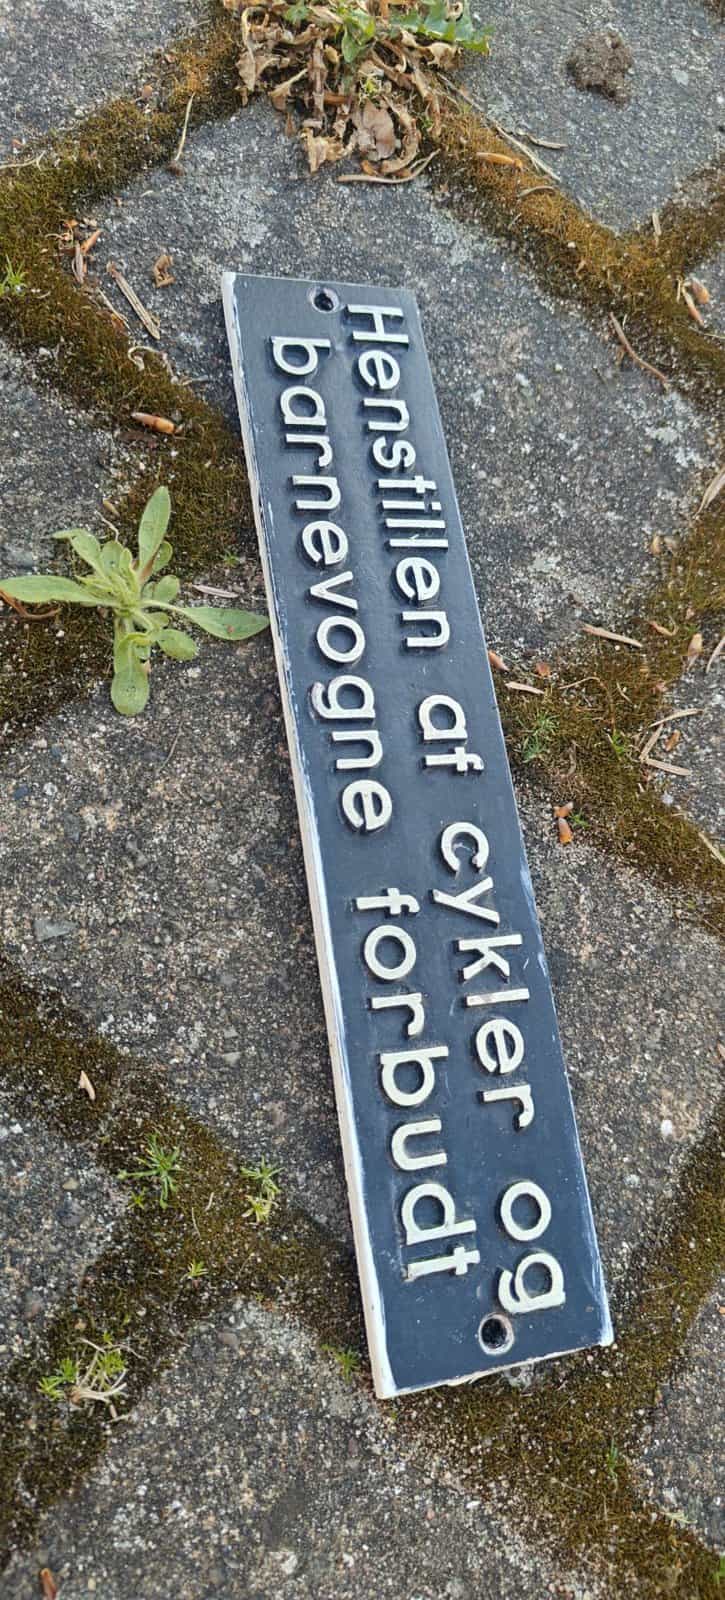 Henstillen af cykler og
barnevogne forbudt